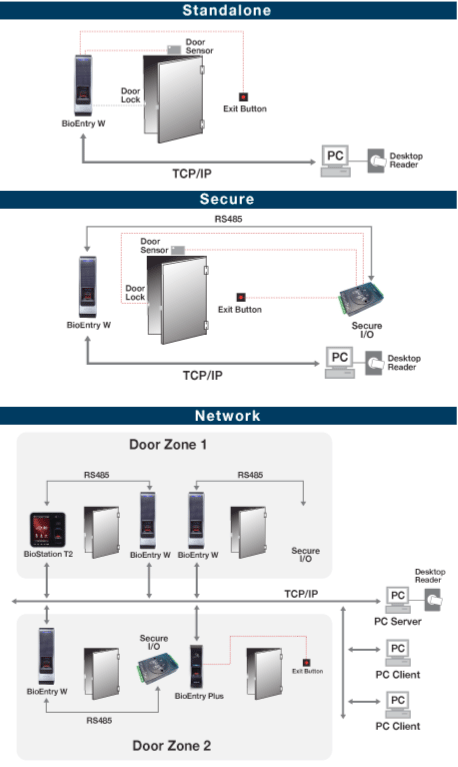 Standalone
Door
Sensor
Door
Lock
Exit Button
BioEntry W
PC
Desktop
Reader
TCP/IP
Secure
RS485
Door
Sensor
Door
Lock
Exit Button
BioEntry W
Secure
I/O
PC
Desktop
Reader
TCP/IP
Network
Door Zone 1
RS485
RS485
BioStation T2
BioEntry W
BioEntry W
Secure
I/O
Desktop
Reader
TCP/IP
PC
PC Server
Secure
I/O
BioEntry W
BioEntry Plus
Exit Button
PC
PC Client
RS485
PC
PC Client
Door Zone 2